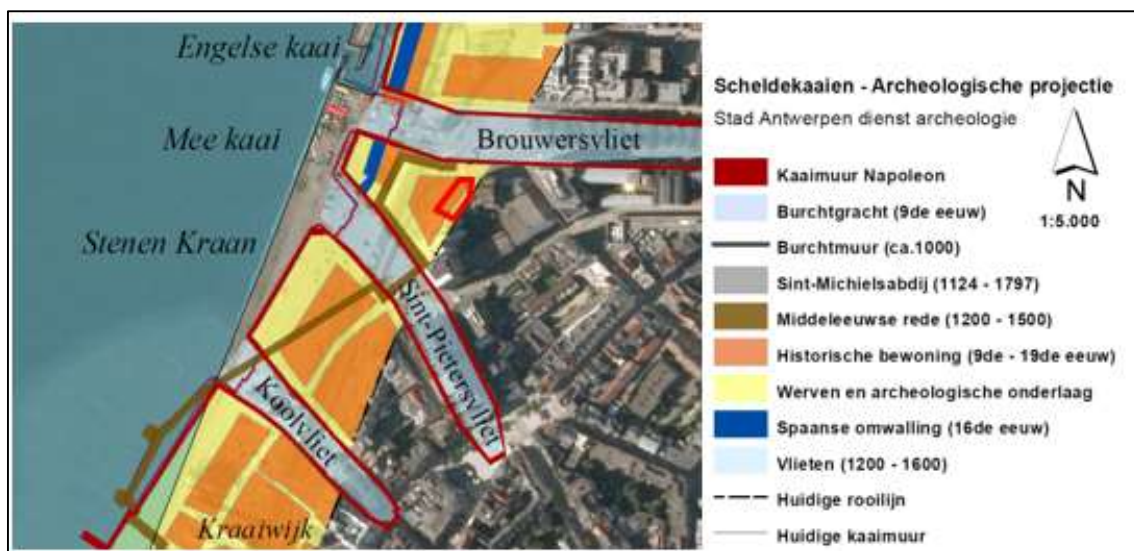 Engelse kaai
Mee kaai
Brouwersvliet
Stenen Kraan
Sint-Pietersvliet
Koolvliet
Kraaiwijk
Scheldekaaien - Archeologische projectie
Stad Antwerpen dienst archeologie
Kaaimuur Napoleon
Burchtgracht (9de eeuw)
N
1:5.000
Burchtmuur (ca.1000)
Sint-Michielsabdij (1124 - 1797)
Middeleeuwse rede (1200 - 1500)
Historische bewoning (9de - 19de eeuw)
Werven en archeologische onderlaag
Spaanse omwalling (16de eeuw)
Vlieten (1200 - 1600)
Huidige rooilijn
Huidige kaaimuur